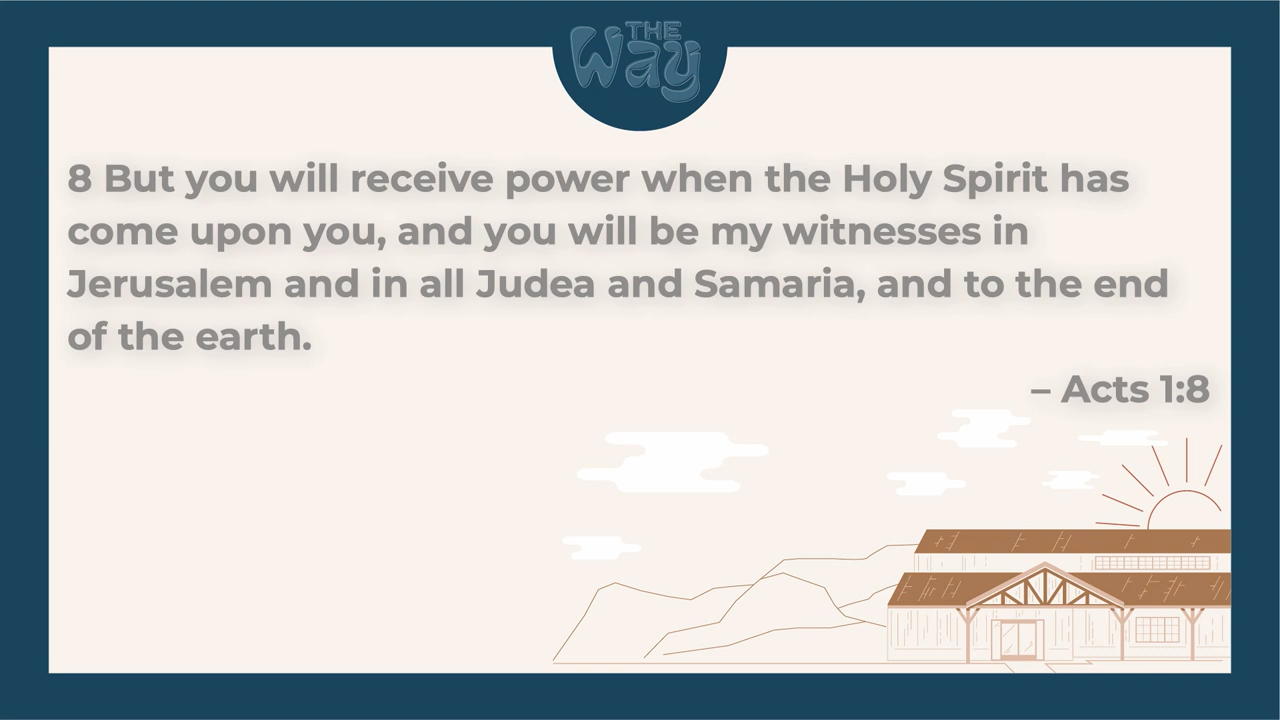 THE
Way
8 But you will receive power when the Holy Spirit has
come upon you, and you will be my witnesses in
Jerusalem and in all Judea and Samaria, and to the end
of the earth.
– Acts 1:8